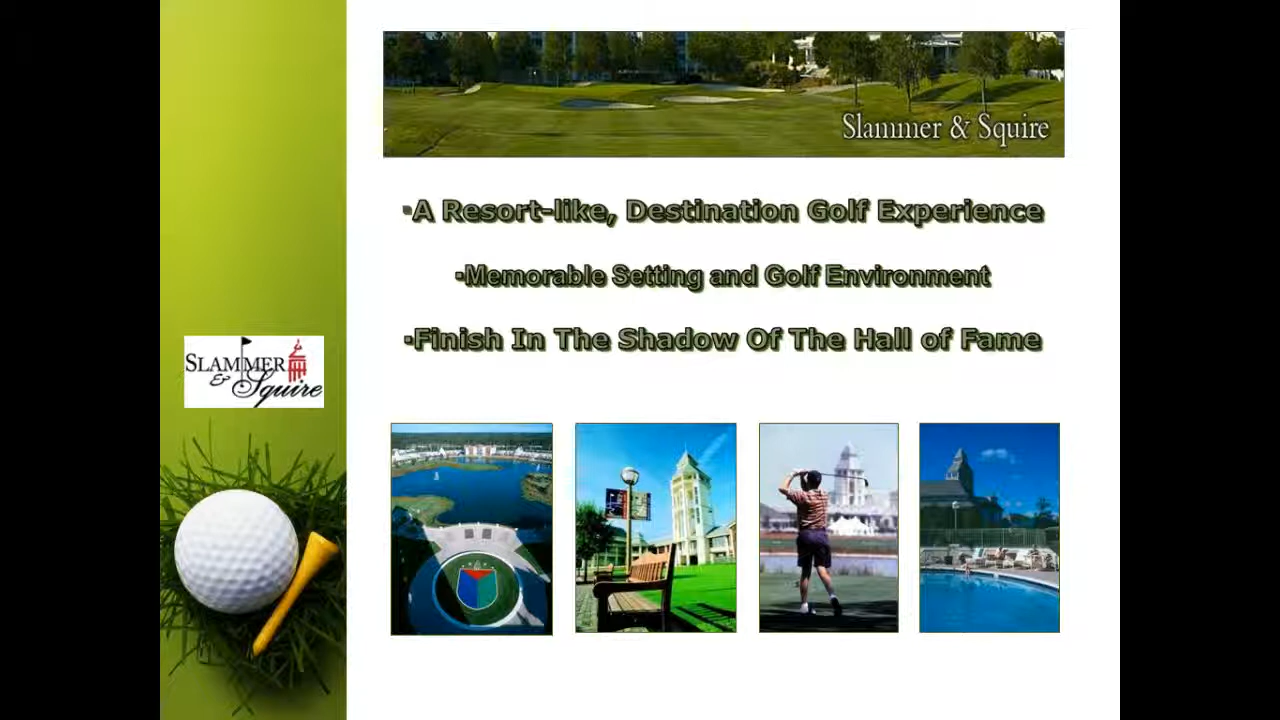 Slammer & Squire
▪A Resort-like, Destination Golf Experience
▪Memorable Setting and Golf Environment
▪Finish In The Shadow Of The Hall of Fame
SLAMMER
& Squire